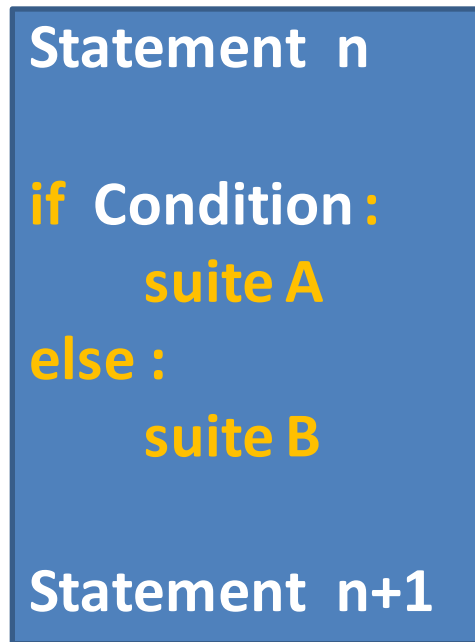 Statement n
if Condition :
suite A
else :
suite B
Statement n+1